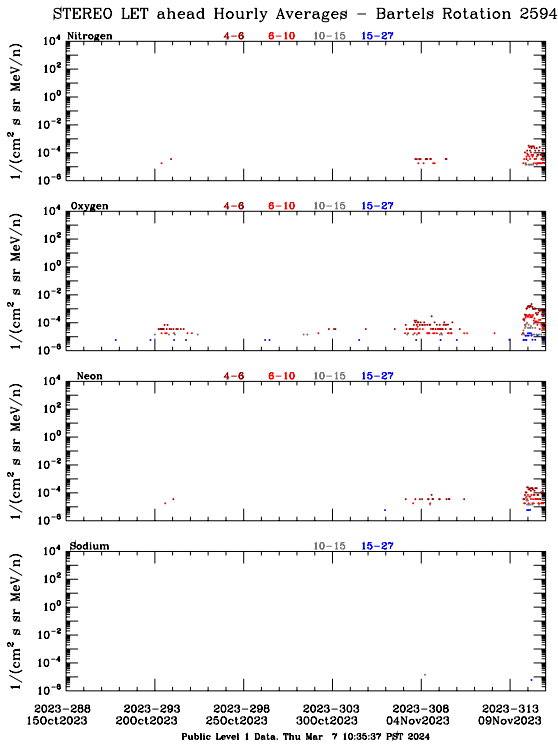 STEREO LET ahead Hourly Averages – Bartels Rotation 2594
Nitrogen 4–6 6–10 10–15 15–27
1/(cm² s sr MeV/n)
10⁴
10²
10⁰
10⁻²
10⁻⁴
10⁻⁶
Oxygen 4–6 6–10 10–15 15–27
1/(cm² s sr MeV/n)
10⁴
10²
10⁰
10⁻²
10⁻⁴
10⁻⁶
Neon 4–6 6–10 10–15 15–27
1/(cm² s sr MeV/n)
10⁴
10²
10⁰
10⁻²
10⁻⁴
10⁻⁶
Sodium 10–15 15–27
1/(cm² s sr MeV/n)
10⁴
10²
10⁰
10⁻²
10⁻⁴
10⁻⁶
2023–288 2023–293 2023–298 2023–303 2023–308 2023–313
15Oct2023 20Oct2023 25Oct2023 30Oct2023 04Nov2023 09Nov2023
Public Level 1 Data, Thu Mar 7 10:35:37 PST 2024